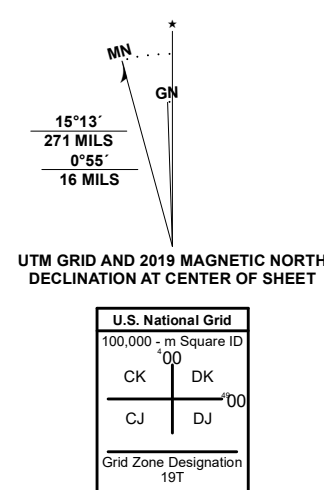 ★
MN
GN
15°13´
271 MILS
0°55´
16 MILS
UTM GRID AND 2019 MAGNETIC NORTH
DECLINATION AT CENTER OF SHEET
U.S. National Grid
100,000 - m Square ID
⁴00
CK DK
⁴⁹00
CJ DJ
Grid Zone Designation
19T